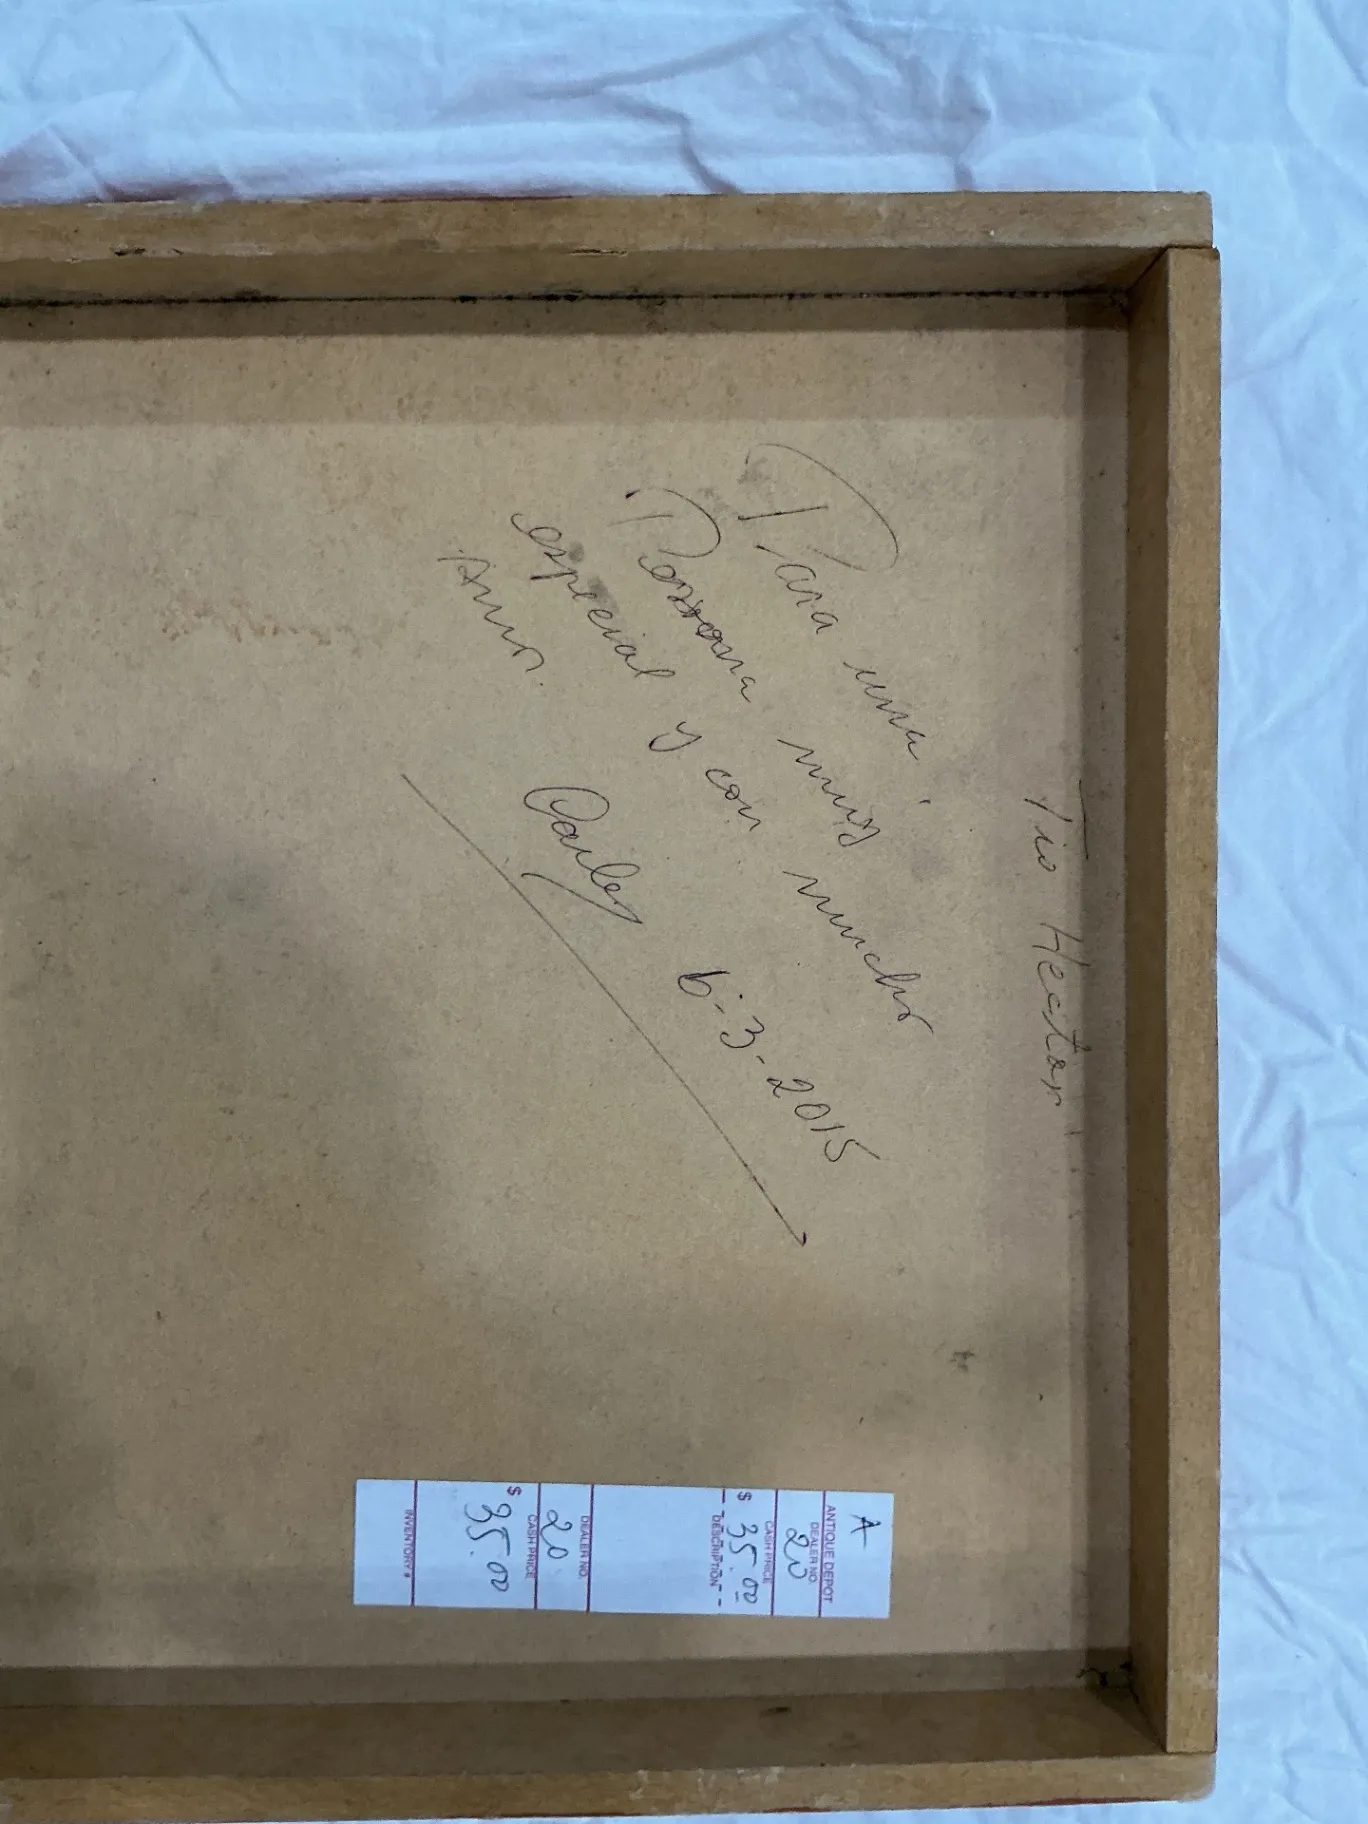 Tio Hector
Para una
Persona muy
especial y con mucho
Amor.
Carlos 6-3-2015
A
ANTIQUE DEPOT
DEALER NO.
20
CASH PRICE
$ 35.00
DESCRIPTION
DEALER NO.
20
CASH PRICE
$ 35.00
INVENTORY #